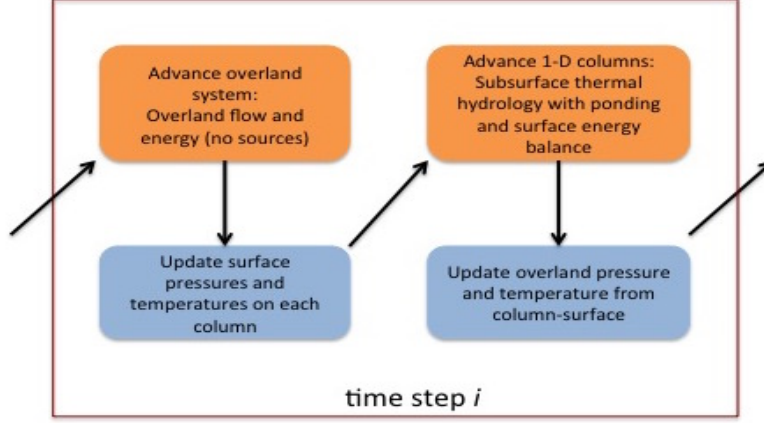 Advance overland
system:
Overland flow and
energy (no sources)
Update surface
pressures and
temperatures on each
column
Advance 1-D columns:
Subsurface thermal
hydrology with ponding
and surface energy
balance
Update overland pressure
and temperature from
column-surface
time step i